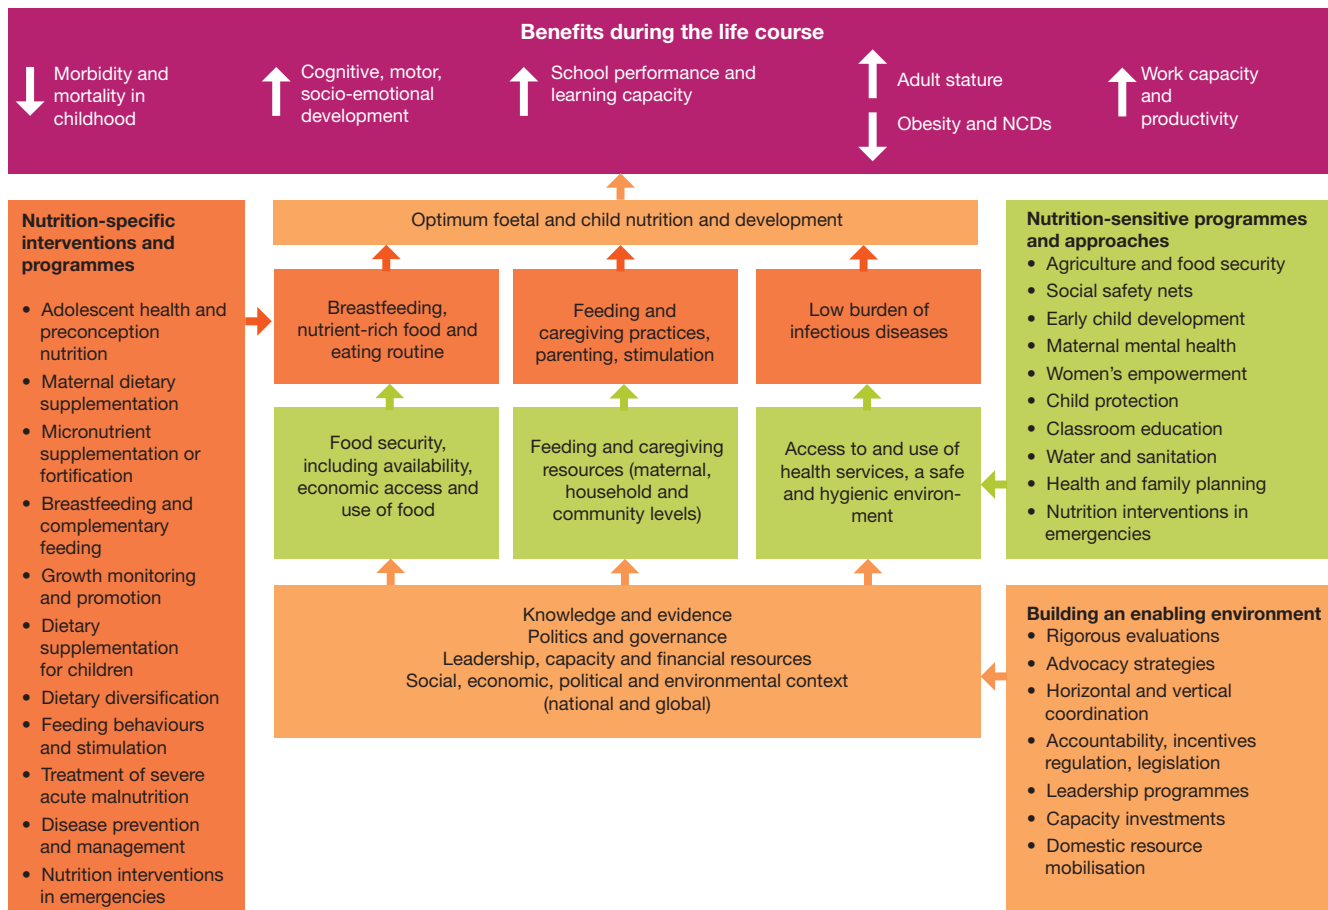 Benefits during the life course
Morbidity and
mortality in
childhood
Cognitive, motor,
socio-emotional
development
School performance and
learning capacity
Adult stature
Obesity and NCDs
Work capacity
and
productivity
Nutrition-specific
interventions and
programmes
• Adolescent health and
preconception
nutrition
• Maternal dietary
supplementation
• Micronutrient
supplementation or
fortification
• Breastfeeding and
complementary
feeding
• Growth monitoring
and promotion
• Dietary
supplementation
for children
• Dietary diversification
• Feeding behaviours
and stimulation
• Treatment of severe
acute malnutrition
• Disease prevention
and management
• Nutrition interventions
in emergencies
Optimum foetal and child nutrition and development
Breastfeeding,
nutrient-rich food and
eating routine
Feeding and
caregiving practices,
parenting, stimulation
Low burden of
infectious diseases
Food security,
including availability,
economic access and
use of food
Feeding and caregiving
resources (maternal,
household and
community levels)
Access to and use of
health services, a safe
and hygienic environ-
ment
Knowledge and evidence
Politics and governance
Leadership, capacity and financial resources
Social, economic, political and environmental context
(national and global)
Nutrition-sensitive programmes
and approaches
• Agriculture and food security
• Social safety nets
• Early child development
• Maternal mental health
• Women's empowerment
• Child protection
• Classroom education
• Water and sanitation
• Health and family planning
• Nutrition interventions in
emergencies
Building an enabling environment
• Rigorous evaluations
• Advocacy strategies
• Horizontal and vertical
coordination
• Accountability, incentives
regulation, legislation
• Leadership programmes
• Capacity investments
• Domestic resource
mobilisation